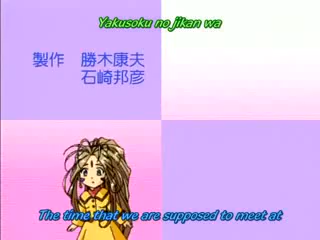 Yakusoku no jikan wa
製作 勝木康夫
石崎邦彦
The time that we are supposed to meet at